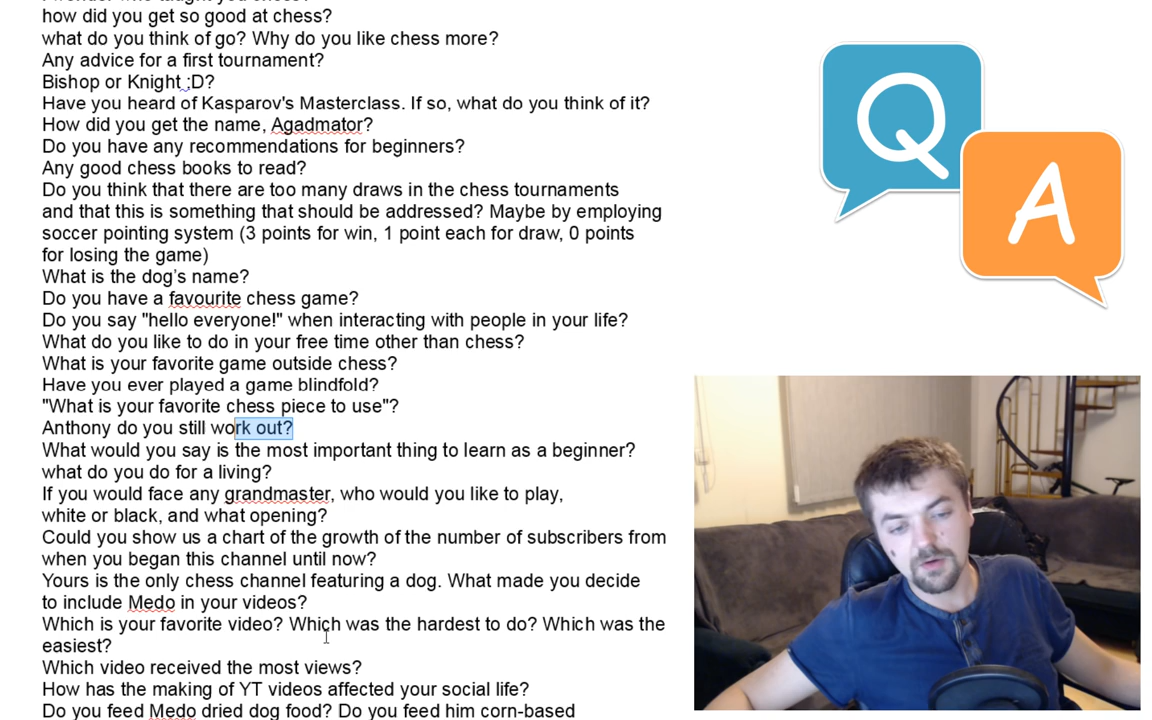 how did you get so good at chess?
what do you think of go? Why do you like chess more?
Any advice for a first tournament?
Bishop or Knight ;D?
Have you heard of Kasparov's Masterclass. If so, what do you think of it?
How did you get the name, Agadmator?
Do you have any recommendations for beginners?
Any good chess books to read?
Do you think that there are too many draws in the chess tournaments
and that this is something that should be addressed? Maybe by employing
soccer pointing system (3 points for win, 1 point each for draw, 0 points
for losing the game)
What is the dog's name?
Do you have a favourite chess game?
Do you say "hello everyone!" when interacting with people in your life?
What do you like to do in your free time other than chess?
What is your favorite game outside chess?
Have you ever played a game blindfold?
"What is your favorite chess piece to use"?
Anthony do you still work out?
What would you say is the most important thing to learn as a beginner?
what do you do for a living?
If you would face any grandmaster, who would you like to play,
white or black, and what opening?
Could you show us a chart of the growth of the number of subscribers from
when you began this channel until now?
Yours is the only chess channel featuring a dog. What made you decide
to include Medo in your videos?
Which is your favorite video? Which was the hardest to do? Which was the
easiest?
Which video received the most views?
How has the making of YT videos affected your social life?
Do you feed Medo dried dog food? Do you feed him corn-based
Q
A